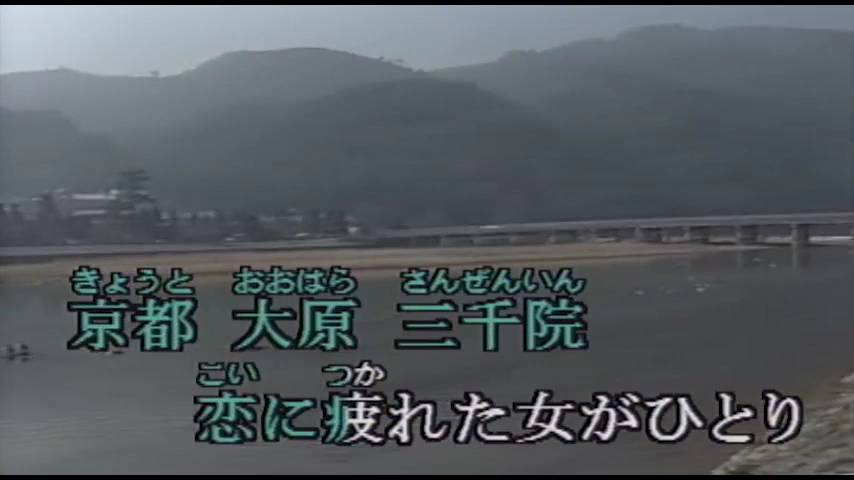 きょうと おおはら さんぜんいん
京都 大原 三千院
こい つか
恋に疲れた女がひとり